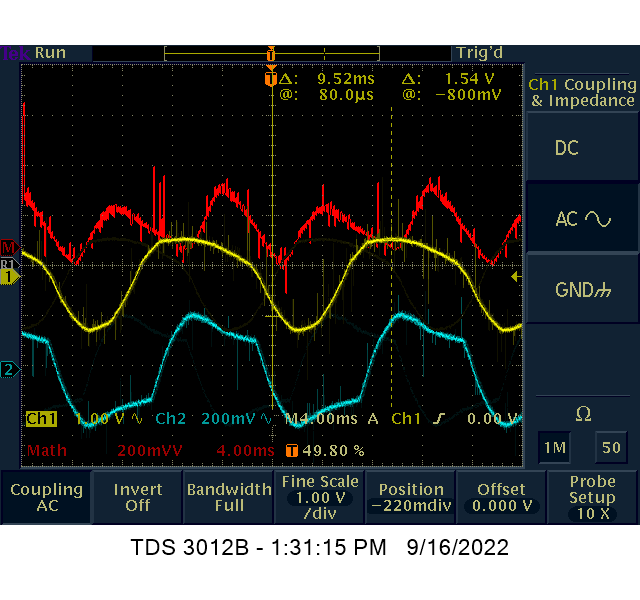 Tek Run Trig'd
Δ: 9.52ms Δ: 1.54 V
@: 80.0µs @: −800mV
Ch1 Coupling
& Impedance
DC
AC
GND
M
R1
1
2
Ch1 1.00 V Ch2 200mV M4.00ms A Ch1 0.00 V
Math 200mVV 4.00ms T 49.80 %
Ω
1M 50
Coupling
AC
Invert
Off
Bandwidth
Full
Fine Scale
1.00 V
/div
Position
−220mdiv
Offset
0.000 V
Probe
Setup
10 X
TDS 3012B - 1:31:15 PM 9/16/2022